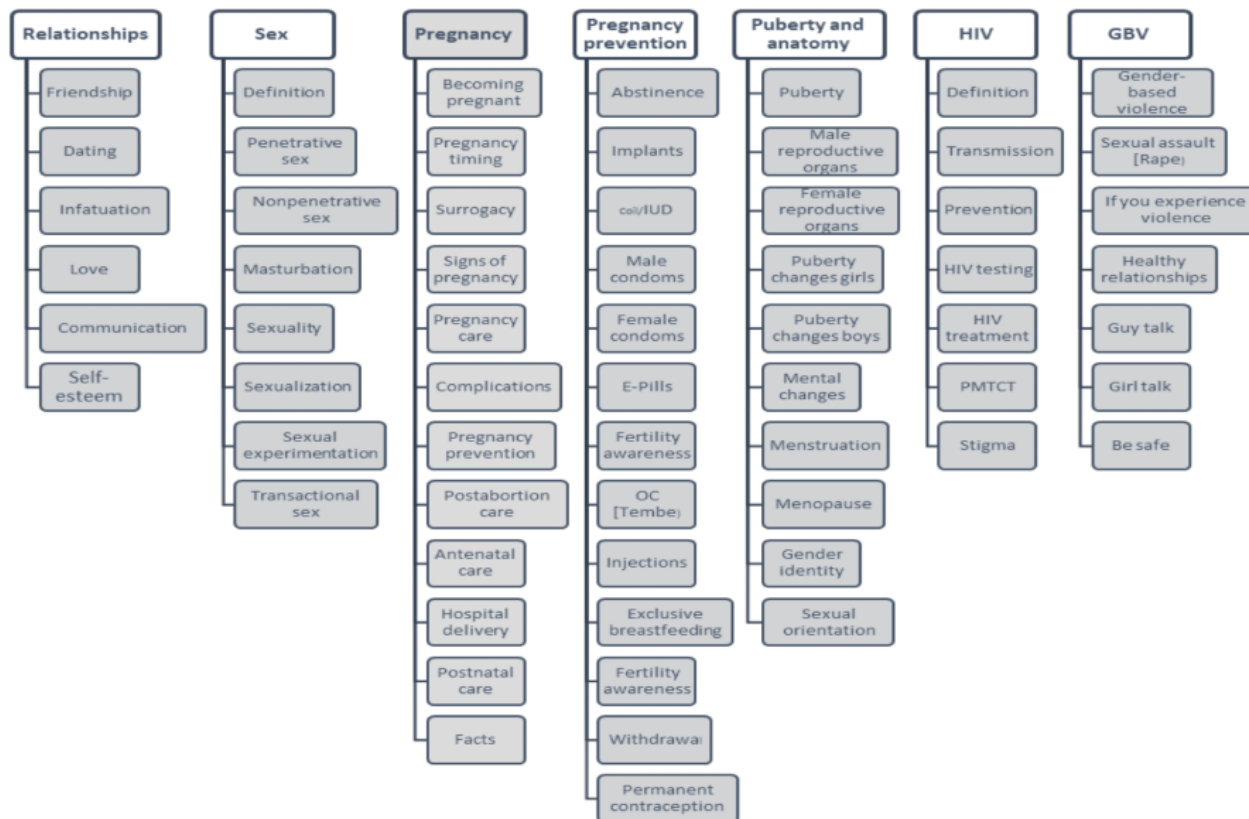 Relationships
Friendship
Dating
Infatuation
Love
Communication
Self-
esteem
Sex
Definition
Penetrative
sex
Nonpenetrative
sex
Masturbation
Sexuality
Sexualization
Sexual
experimentation
Transactional
sex
Pregnancy
Becoming
pregnant
Pregnancy
timing
Surrogacy
Signs of
pregnancy
Pregnancy
care
Complications
Pregnancy
prevention
Postabortion
care
Antenatal
care
Hospital
delivery
Postnatal
care
Facts
Pregnancy
prevention
Abstinence
Implants
coil/IUD
Male
condoms
Female
condoms
E-Pills
Fertility
awareness
OC
[Tembe)
Injections
Exclusive
breastfeeding
Fertility
awareness
Withdrawal
Permanent
contraception
Puberty and
anatomy
Puberty
Male
reproductive
organs
Female
reproductive
organs
Puberty
changes girls
Puberty
changes boys
Mental
changes
Menstruation
Menopause
Gender
identity
Sexual
orientation
HIV
Definition
Transmission
Prevention
HIV testing
HIV
treatment
PMTCT
Stigma
GBV
Gender-
based
violence
Sexual assault
[Rape)
If you experience
violence
Healthy
relationships
Guy talk
Girl talk
Be safe